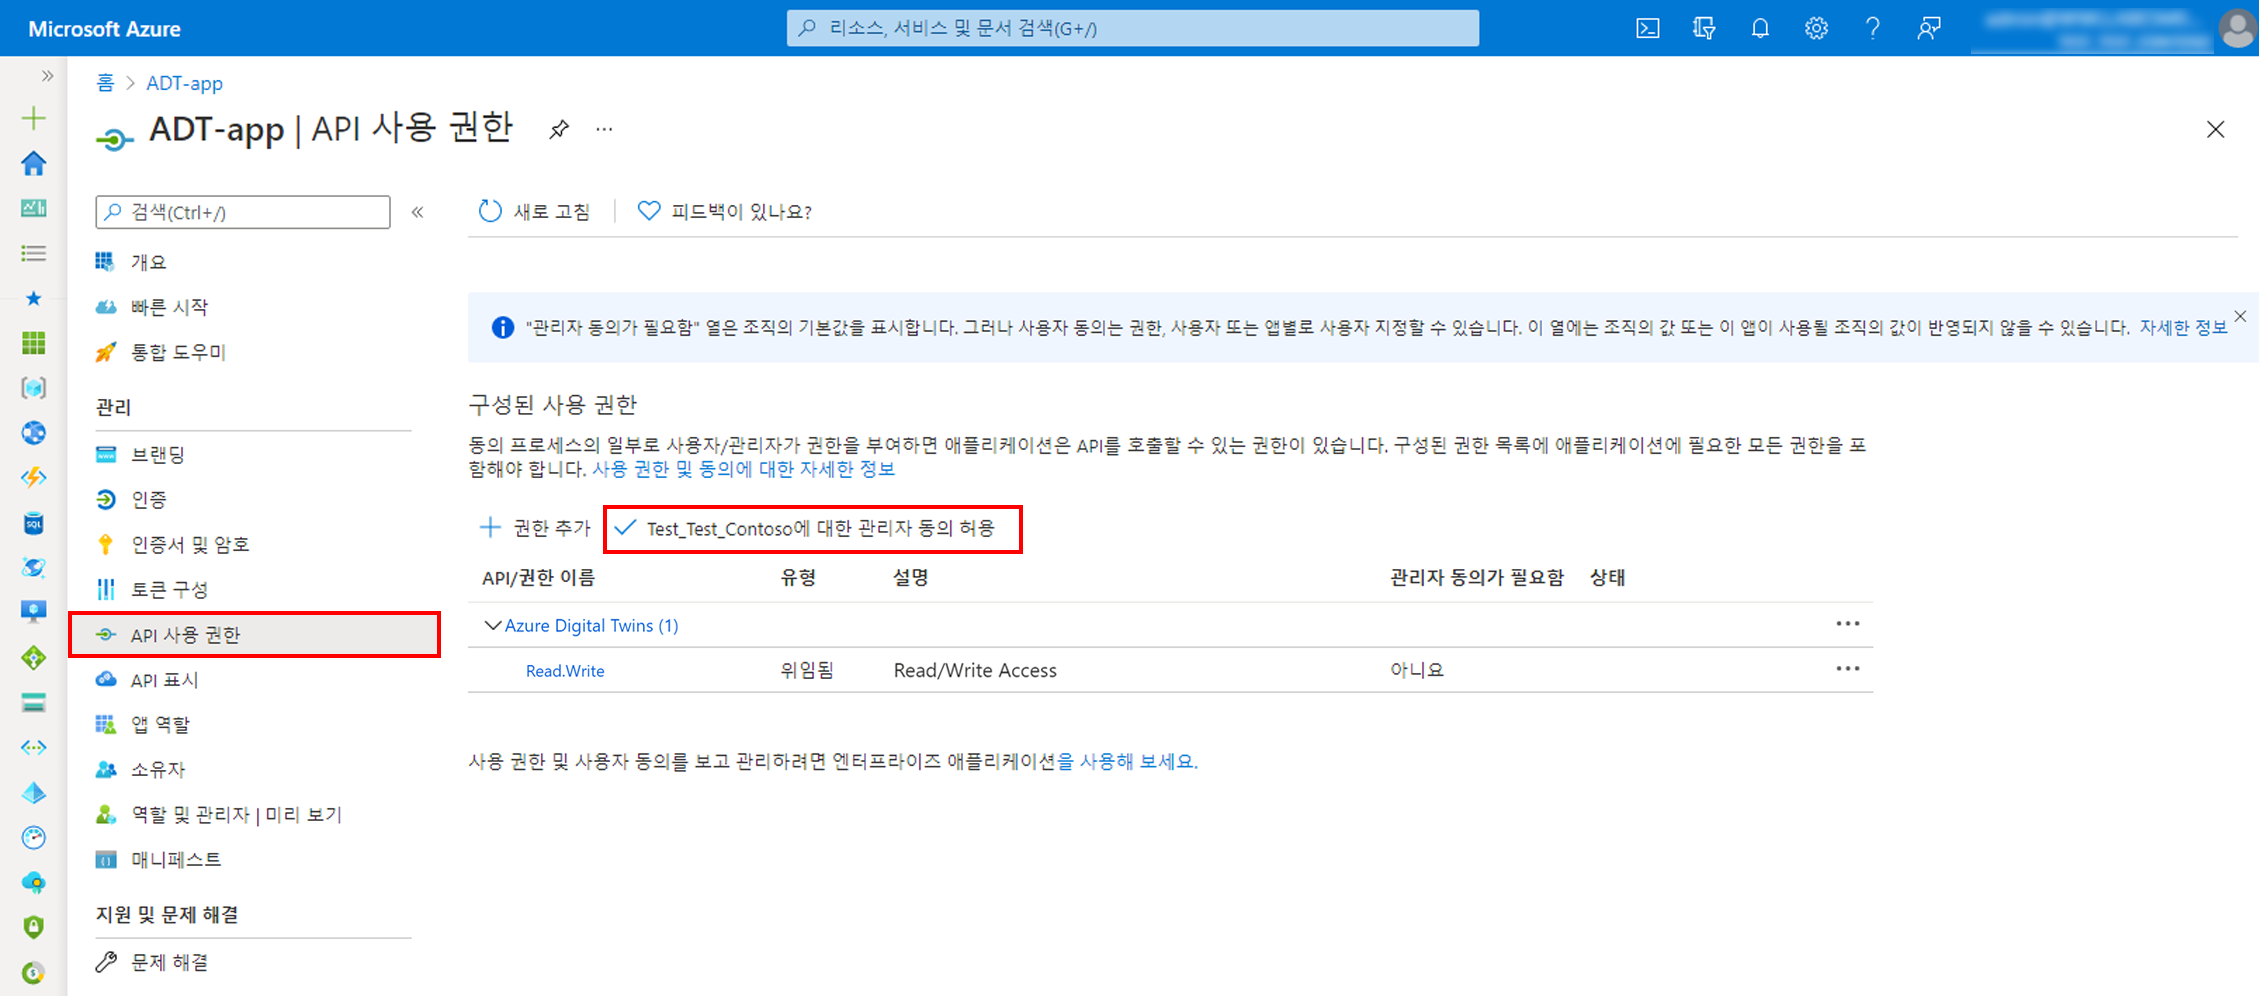 Microsoft Azure
리소스, 서비스 및 문서 검색(G+/)
홈 > ADT-app
ADT-app | API 사용 권한
검색(Ctrl+/)
새로 고침
피드백이 있나요?
개요
빠른 시작
통합 도우미
관리
브랜딩
인증
인증서 및 암호
토큰 구성
API 사용 권한
API 표시
앱 역할
소유자
역할 및 관리자 | 미리 보기
매니페스트
지원 및 문제 해결
문제 해결
"관리자 동의가 필요함" 열은 조직의 기본값을 표시합니다. 그러나 사용자 동의는 권한, 사용자 또는 앱별로 사용자 지정할 수 있습니다. 이 열에는 조직의 값 또는 이 앱이 사용될 조직의 값이 반영되지 않을 수 있습니다. 자세한 정보
구성된 사용 권한
동의 프로세스의 일부로 사용자/관리자가 권한을 부여하면 애플리케이션은 API를 호출할 수 있는 권한이 있습니다. 구성된 권한 목록에 애플리케이션에 필요한 모든 권한을 포
함해야 합니다. 사용 권한 및 동의에 대한 자세한 정보
권한 추가
Test_Test_Contoso에 대한 관리자 동의 허용
API/권한 이름 유형 설명 관리자 동의가 필요함 상태
Azure Digital Twins (1)
Read.Write 위임됨 Read/Write Access 아니요
사용 권한 및 사용자 동의를 보고 관리하려면 엔터프라이즈 애플리케이션을 사용해 보세요.